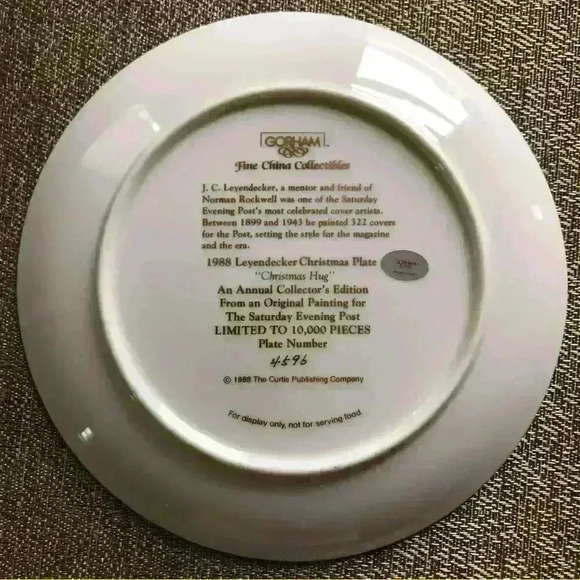 GORHAM
Fine China Collectibles
J. C. Leyendecker, a mentor and friend of
Norman Rockwell was one of the Saturday
Evening Post's most celebrated cover artists.
Between 1899 and 1943 he painted 322 covers
for the Post, setting the style for the magazine
and the era.
1988 Leyendecker Christmas Plate
"Christmas Hug"
An Annual Collector's Edition
From an Original Painting for
The Saturday Evening Post
LIMITED TO 10,000 PIECES
Plate Number
4596
© 1988 The Curtis Publishing Company
For display only, not for serving food.